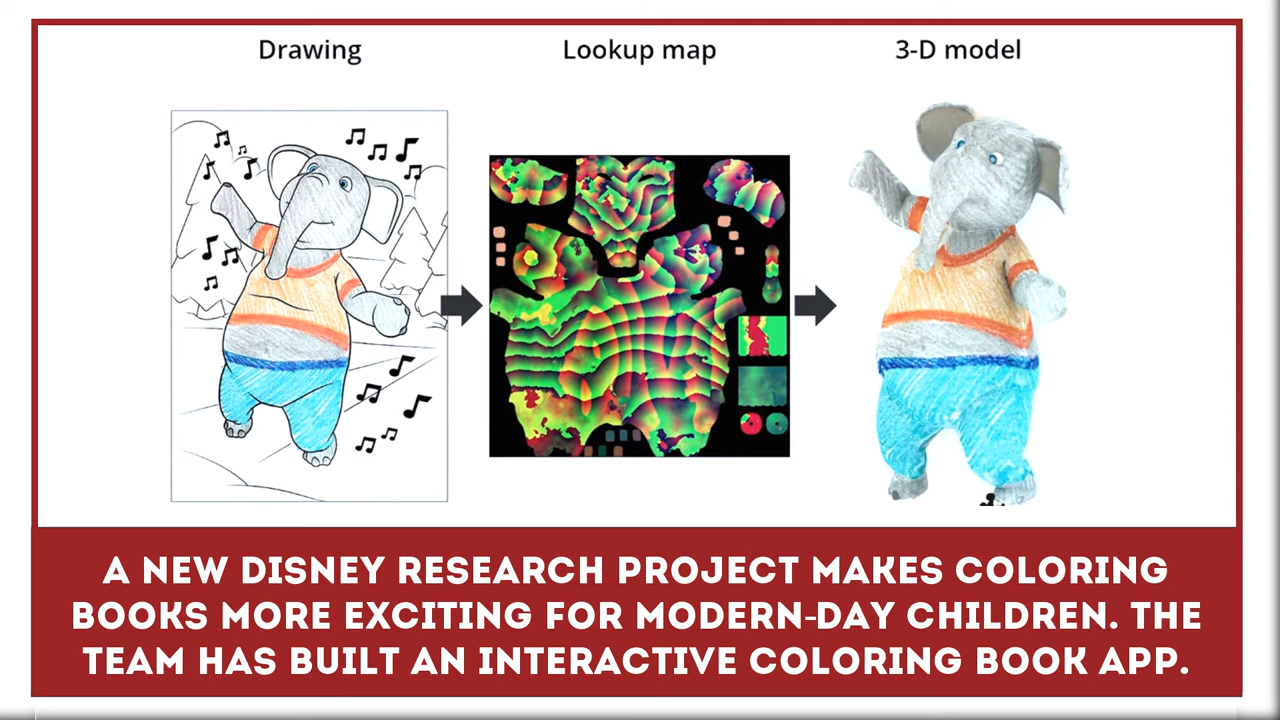 Drawing
Lookup map
3-D model
A NEW DISNEY RESEARCH PROJECT MAKES COLORING
BOOKS MORE EXCITING FOR MODERN-DAY CHILDREN. THE
TEAM HAS BUILT AN INTERACTIVE COLORING BOOK APP.